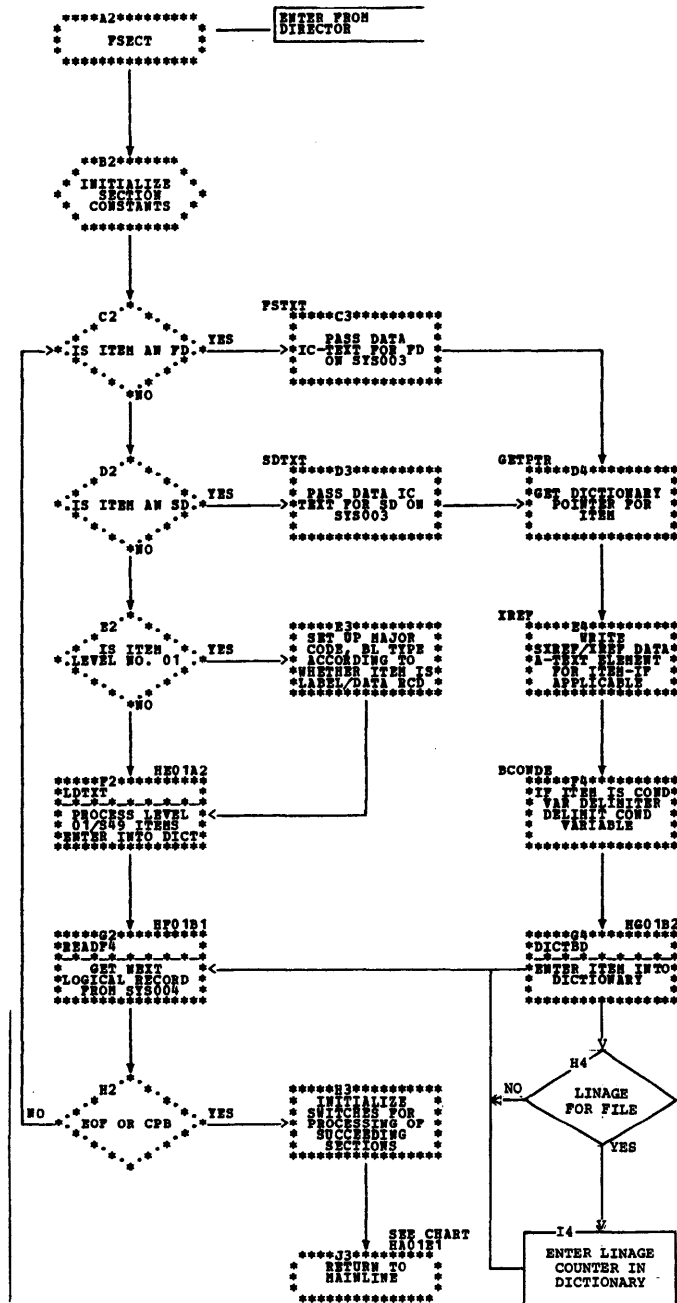 A2
FSECT
ENTER FROM
DIRECTOR
B2
INITIALIZE
SECTION
CONSTANTS
C2
IS ITEM AN FD
YES
NO
FSTXT
C3
PASS DATA
IC-TEXT FOR FD
ON SYS003
D2
IS ITEM AN SD
YES
NO
SDTXT
D3
PASS DATA IC
TEXT FOR SD ON
SYS003
GETPTR
D4
GET DICTIONARY
POINTER FOR
ITEM
E2
IS ITEM
LEVEL NO. 01
YES
NO
E3
SET UP MAJOR
CODE, BL TYPE
ACCORDING TO
WHETHER ITEM IS
LABEL/DATA RCD
XREF
E4
WRITE
SXREF/XREF DATA
A-TEXT ELEMENT
FOR ITEM-IF
APPLICABLE
HE01A2
F2
LDTXT
PROCESS LEVEL
01/S49 ITEMS
ENTER INTO DICT
BCONDE
F4
IF ITEM IS COND
VAR DELIMITER
DELIMIT COND
VARIABLE
HF01B1
G2
READF4
GET NEXT
LOGICAL RECORD
FROM SYS004
HG01B2
G4
DICTBD
ENTER ITEM INTO
DICTIONARY
H2
EOF OR CPB
NO
YES
H3
INITIALIZE
SWITCHES FOR
PROCESSING OF
SUCCEEDING
SECTIONS
H4
LINAGE
FOR FILE
NO
YES
SEE CHART
HA01E1
J3
RETURN TO
MAINLINE
I4
ENTER LINAGE
COUNTER IN
DICTIONARY